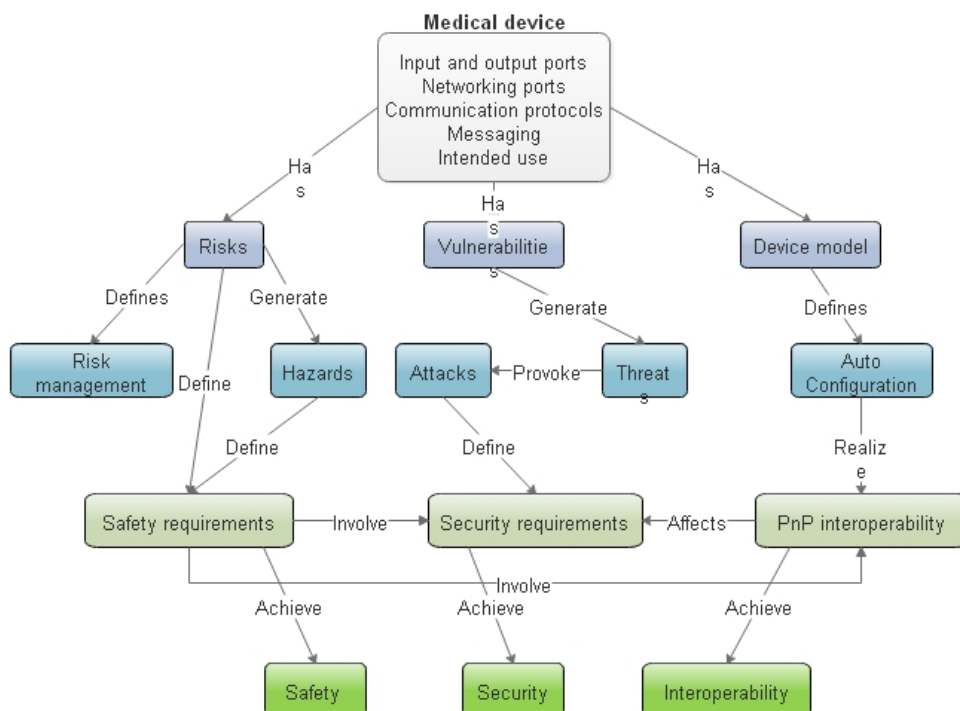 Medical device
Input and output ports
Networking ports
Communication protocols
Messaging
Intended use
Ha
s
Ha
s
Ha
s
Risks
Vulnerabilitie
s
Device model
Defines
Generate
Generate
Defines
Risk
management
Define
Hazards
Attacks
Provoke
Threat
s
Auto
Configuration
Define
Define
Realiz
e
Safety requirements
Involve
Security requirements
Affects
PnP interoperability
Involve
Achieve
Achieve
Achieve
Safety
Security
Interoperability